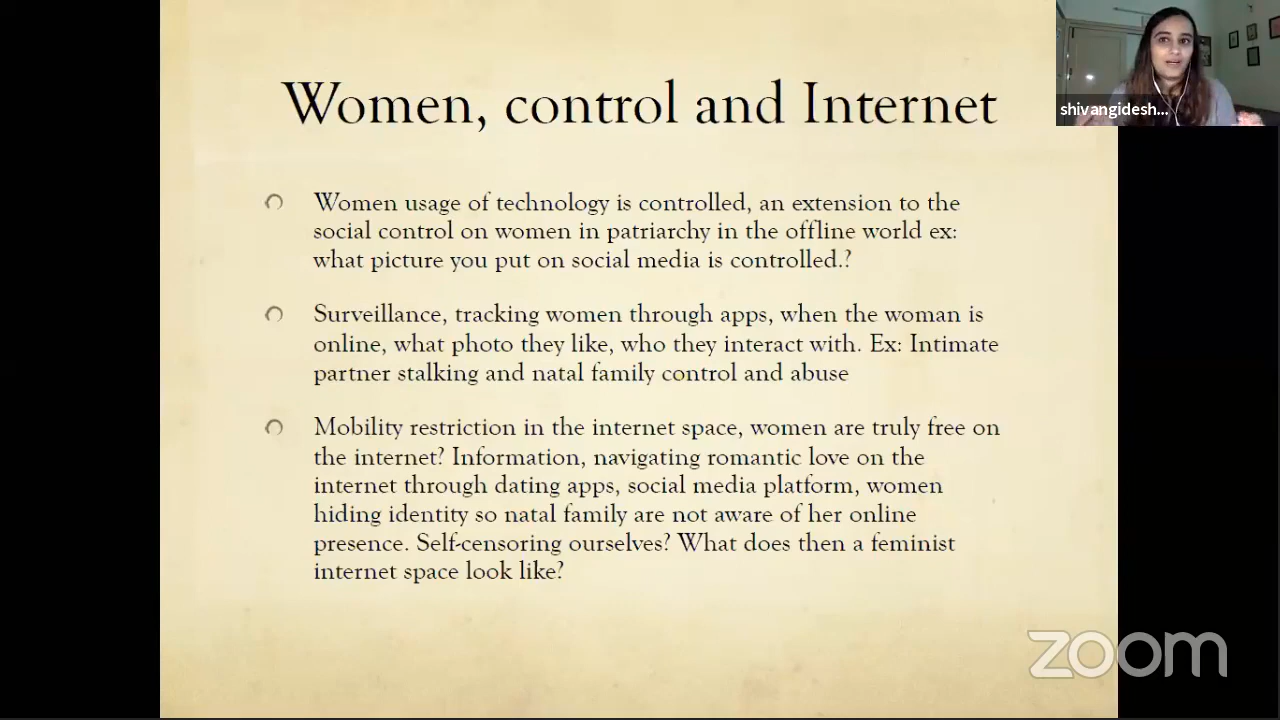 Women, control and Internet
shivangidesh...
Women usage of technology is controlled, an extension to the
social control on women in patriarchy in the offline world ex:
what picture you put on social media is controlled.?
Surveillance, tracking women through apps, when the woman is
online, what photo they like, who they interact with. Ex: Intimate
partner stalking and natal family control and abuse
Mobility restriction in the internet space, women are truly free on
the internet? Information, navigating romantic love on the
internet through dating apps, social media platform, women
hiding identity so natal family are not aware of her online
presence. Self-censoring ourselves? What does then a feminist
internet space look like?
zoom